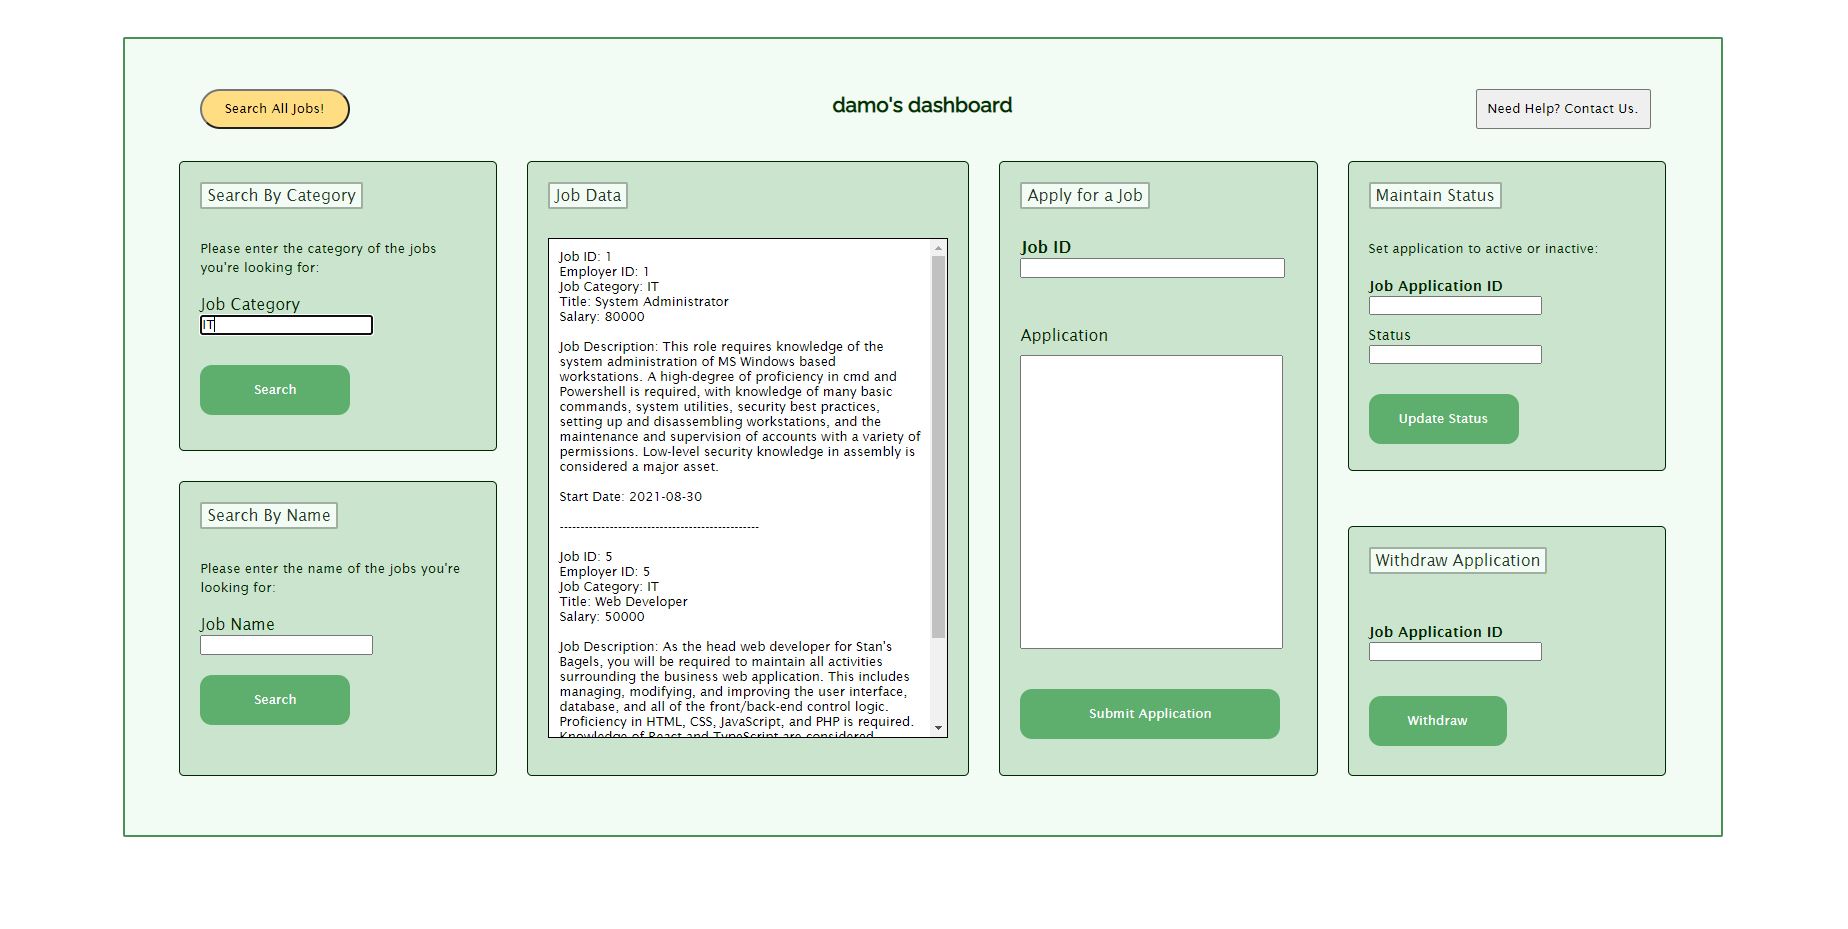 Search All Jobs!
damo's dashboard
Need Help? Contact Us.
Search By Category
Please enter the category of the jobs
you're looking for:
Job Category
IT
Search
Search By Name
Please enter the name of the jobs you're
looking for:
Job Name
Search
Job Data
Job ID: 1
Employer ID: 1
Job Category: IT
Title: System Administrator
Salary: 80000
Job Description: This role requires knowledge of the
system administration of MS Windows based
workstations. A high-degree of proficiency in cmd and
Powershell is required, with knowledge of many basic
commands, system utilities, security best practices,
setting up and disassembling workstations, and the
maintenance and supervision of accounts with a variety of
permissions. Low-level security knowledge in assembly is
considered a major asset.
Start Date: 2021-08-30
------------------------------------------------
Job ID: 5
Employer ID: 5
Job Category: IT
Title: Web Developer
Salary: 50000
Job Description: As the head web developer for Stan's
Bagels, you will be required to maintain all activities
surrounding the business web application. This includes
managing, modifying, and improving the user interface,
database, and all of the front/back-end control logic.
Proficiency in HTML, CSS, JavaScript, and PHP is required.
Knowledge of React and TypeScript are considered
Apply for a Job
Job ID
Application
Submit Application
Maintain Status
Set application to active or inactive:
Job Application ID
Status
Update Status
Withdraw Application
Job Application ID
Withdraw